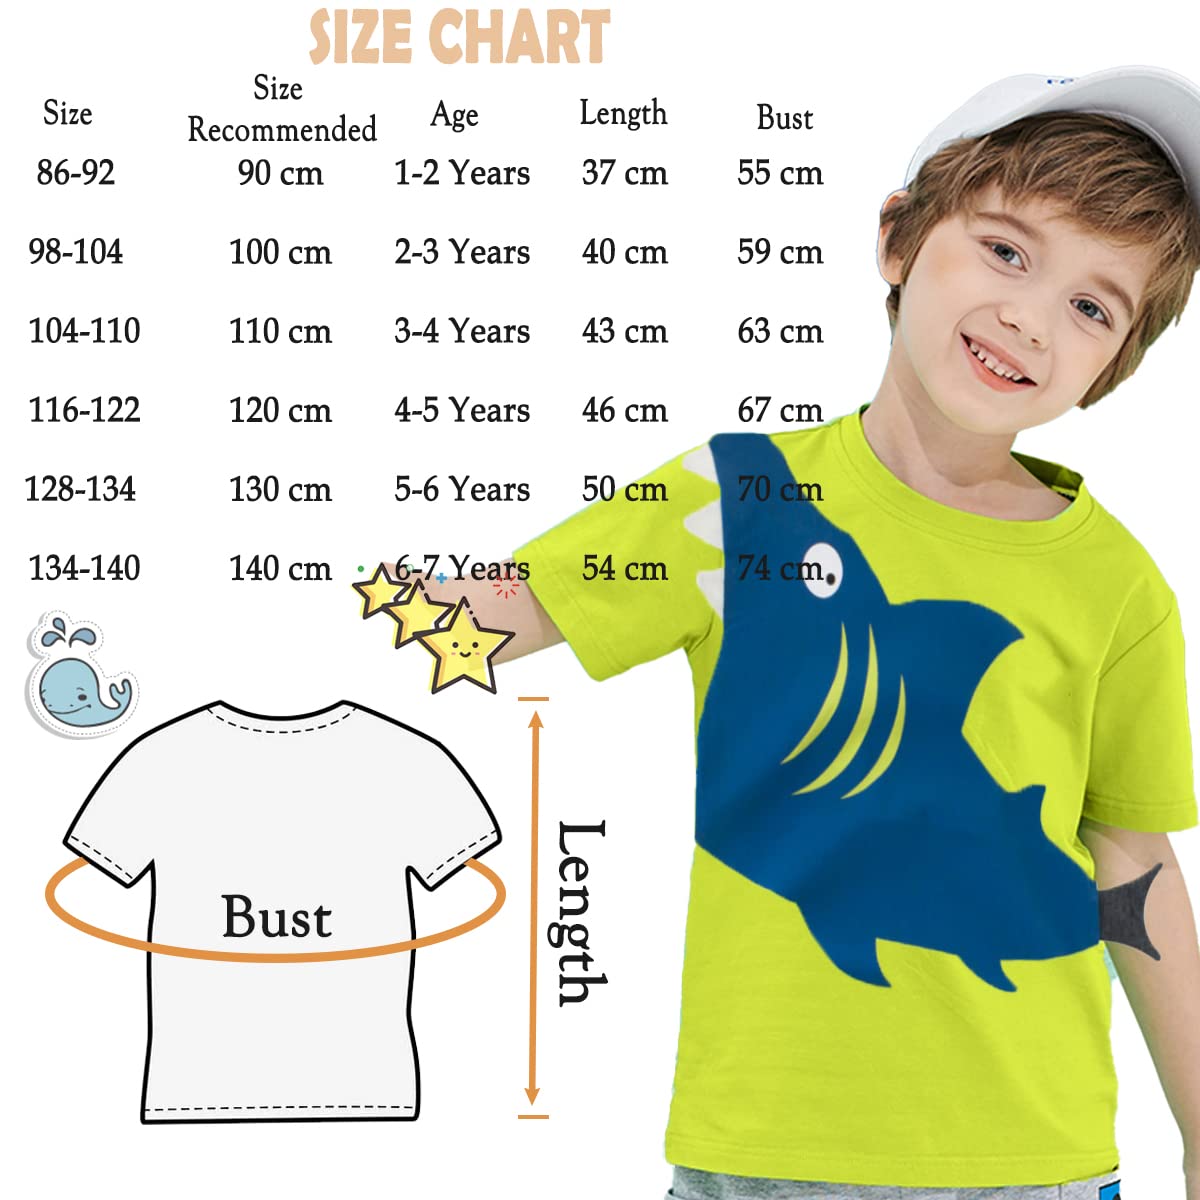 SIZE CHART
Size Size Recommended Age Length Bust
86-92 90 cm 1-2 Years 37 cm 55 cm
98-104 100 cm 2-3 Years 40 cm 59 cm
104-110 110 cm 3-4 Years 43 cm 63 cm
116-122 120 cm 4-5 Years 46 cm 67 cm
128-134 130 cm 5-6 Years 50 cm 70 cm
134-140 140 cm 6-7 Years 54 cm 74 cm
Bust
Length